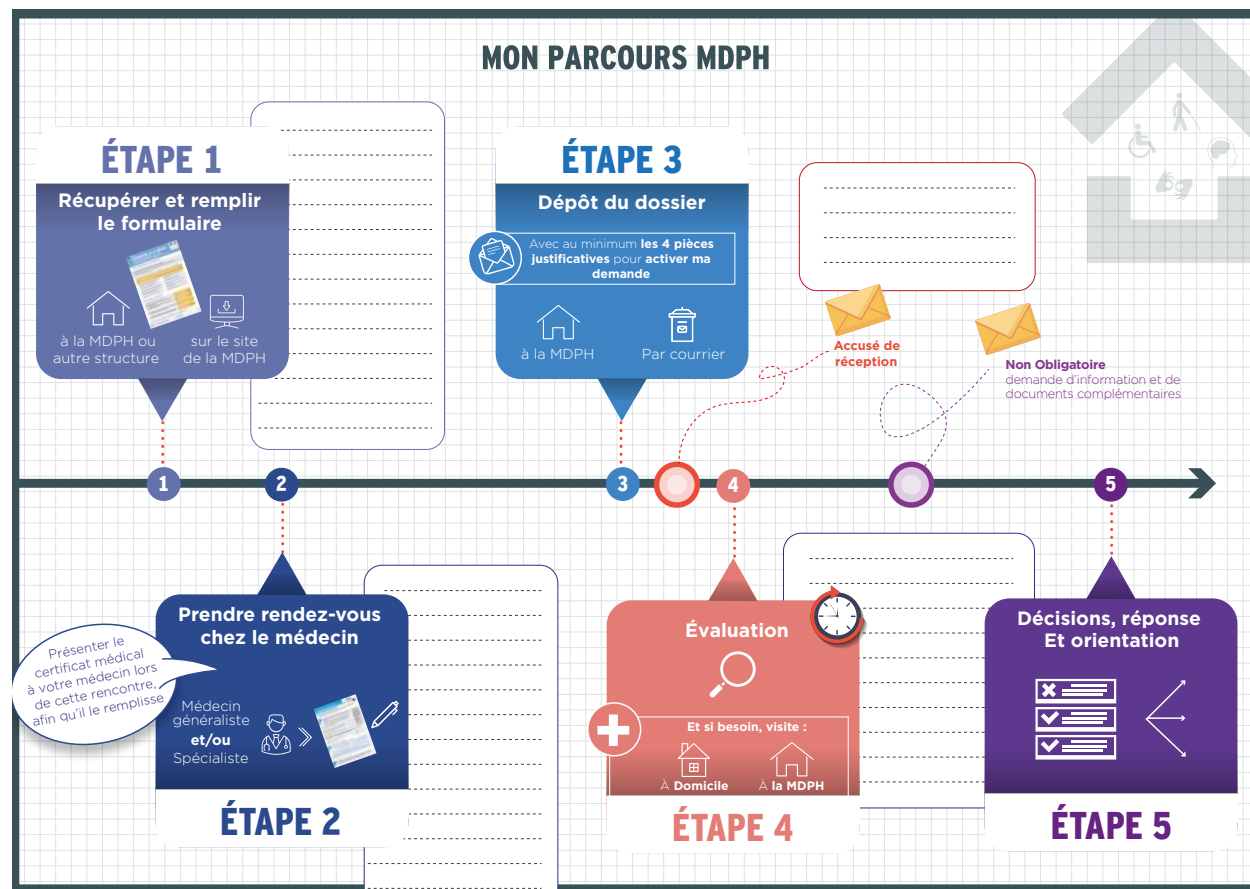 MON PARCOURS MDPH
ÉTAPE 1
Récupérer et remplir
le formulaire
à la MDPH ou
autre structure
sur le site
de la MDPH
1
2
Prendre rendez-vous
chez le médecin
Présenter le
certificat médical
à votre médecin lors
de cette rencontre,
afin qu'il le remplisse
Médecin
généraliste
et/ou
Spécialiste
ÉTAPE 2
ÉTAPE 3
Dépôt du dossier
Avec au minimum les 4 pièces
justificatives pour activer ma
demande
à la MDPH
Par courrier
3
Accusé de
réception
4
Évaluation
Et si besoin, visite :
À Domicile
À la MDPH
ÉTAPE 4
Non Obligatoire
demande d'information et de
documents complémentaires
5
Décisions, réponse
Et orientation
ÉTAPE 5